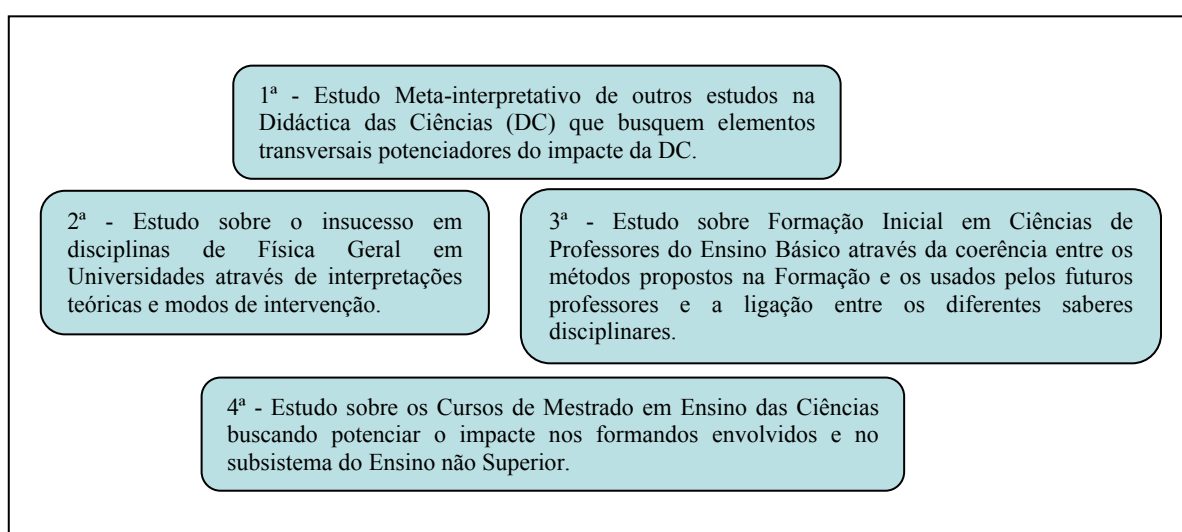 1ª - Estudo Meta-interpretativo de outros estudos na
Didáctica das Ciências (DC) que busquem elementos
transversais potenciadores do impacte da DC.
2ª - Estudo sobre o insucesso em
disciplinas de Física Geral em
Universidades através de interpretações
teóricas e modos de intervenção.
3ª - Estudo sobre Formação Inicial em Ciências de
Professores do Ensino Básico através da coerência entre os
métodos propostos na Formação e os usados pelos futuros
professores e a ligação entre os diferentes saberes
disciplinares.
4ª - Estudo sobre os Cursos de Mestrado em Ensino das Ciências
buscando potenciar o impacte nos formandos envolvidos e no
subsistema do Ensino não Superior.